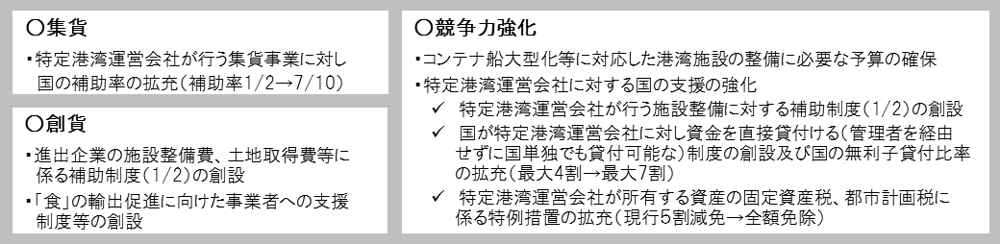 〇集貨
・特定港湾運営会社が行う集貨事業に対し
国の補助率の拡充（補助率1/2→7/10）
〇創貨
・進出企業の施設整備費、土地取得費等に
係る補助制度（1/2）の創設
・「食」の輸出促進に向けた事業者への支援
制度等の創設
〇競争力強化
・コンテナ船大型化等に対応した港湾施設の整備に必要な予算の確保
・特定港湾運営会社に対する国の支援の強化
✓ 特定港湾運営会社が行う施設整備に対する補助制度（1/2）の創設
✓ 国が特定港湾運営会社に対し資金を直接貸付ける（管理者を経由
せずに国単独でも貸付可能な）制度の創設及び国の無利子貸付比率
の拡充（最大4割→最大7割）
✓ 特定港湾運営会社が所有する資産の固定資産税、都市計画税に
係る特例措置の拡充（現行５割減免→全額免除）